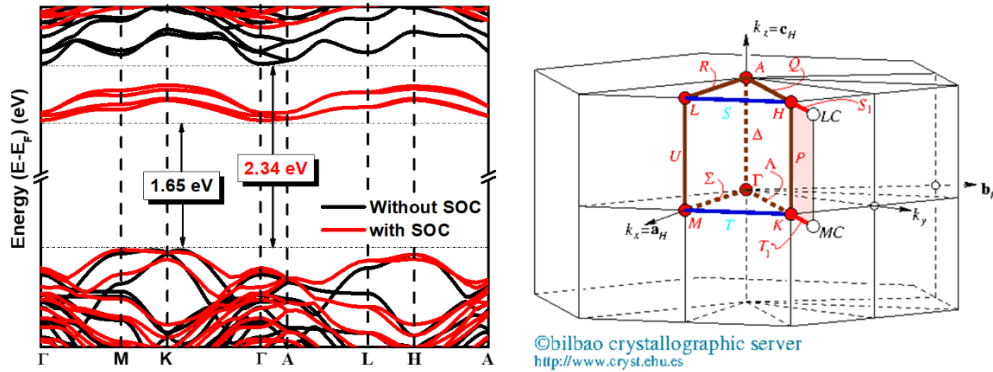 Energy (E-E_F) (eV)
1.65 eV
2.34 eV
Without SOC
with SOC
Γ M K Γ A L H A
k_z=c_H
R A Q
L S H S_1 LC
U Δ P
Σ Γ Λ
b_
k_x=a_H M T K k_y
T_1 MC
©bilbao crystallographic server
http://www.cryst.ehu.es